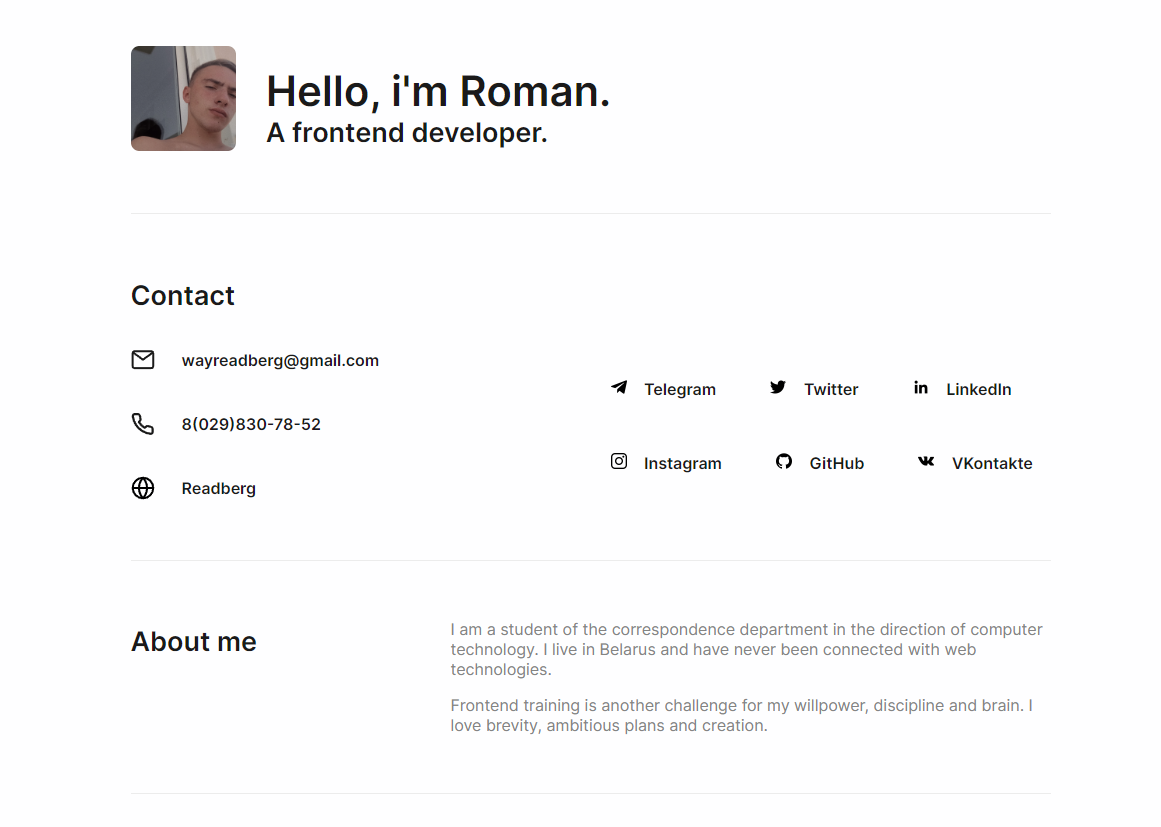 Hello, i'm Roman.
A frontend developer.
Contact
wayreadberg@gmail.com
8(029)830-78-52
Readberg
Telegram
Twitter
LinkedIn
Instagram
GitHub
VKontakte
About me
I am a student of the correspondence department in the direction of computer
technology. I live in Belarus and have never been connected with web
technologies.
Frontend training is another challenge for my willpower, discipline and brain. I
love brevity, ambitious plans and creation.